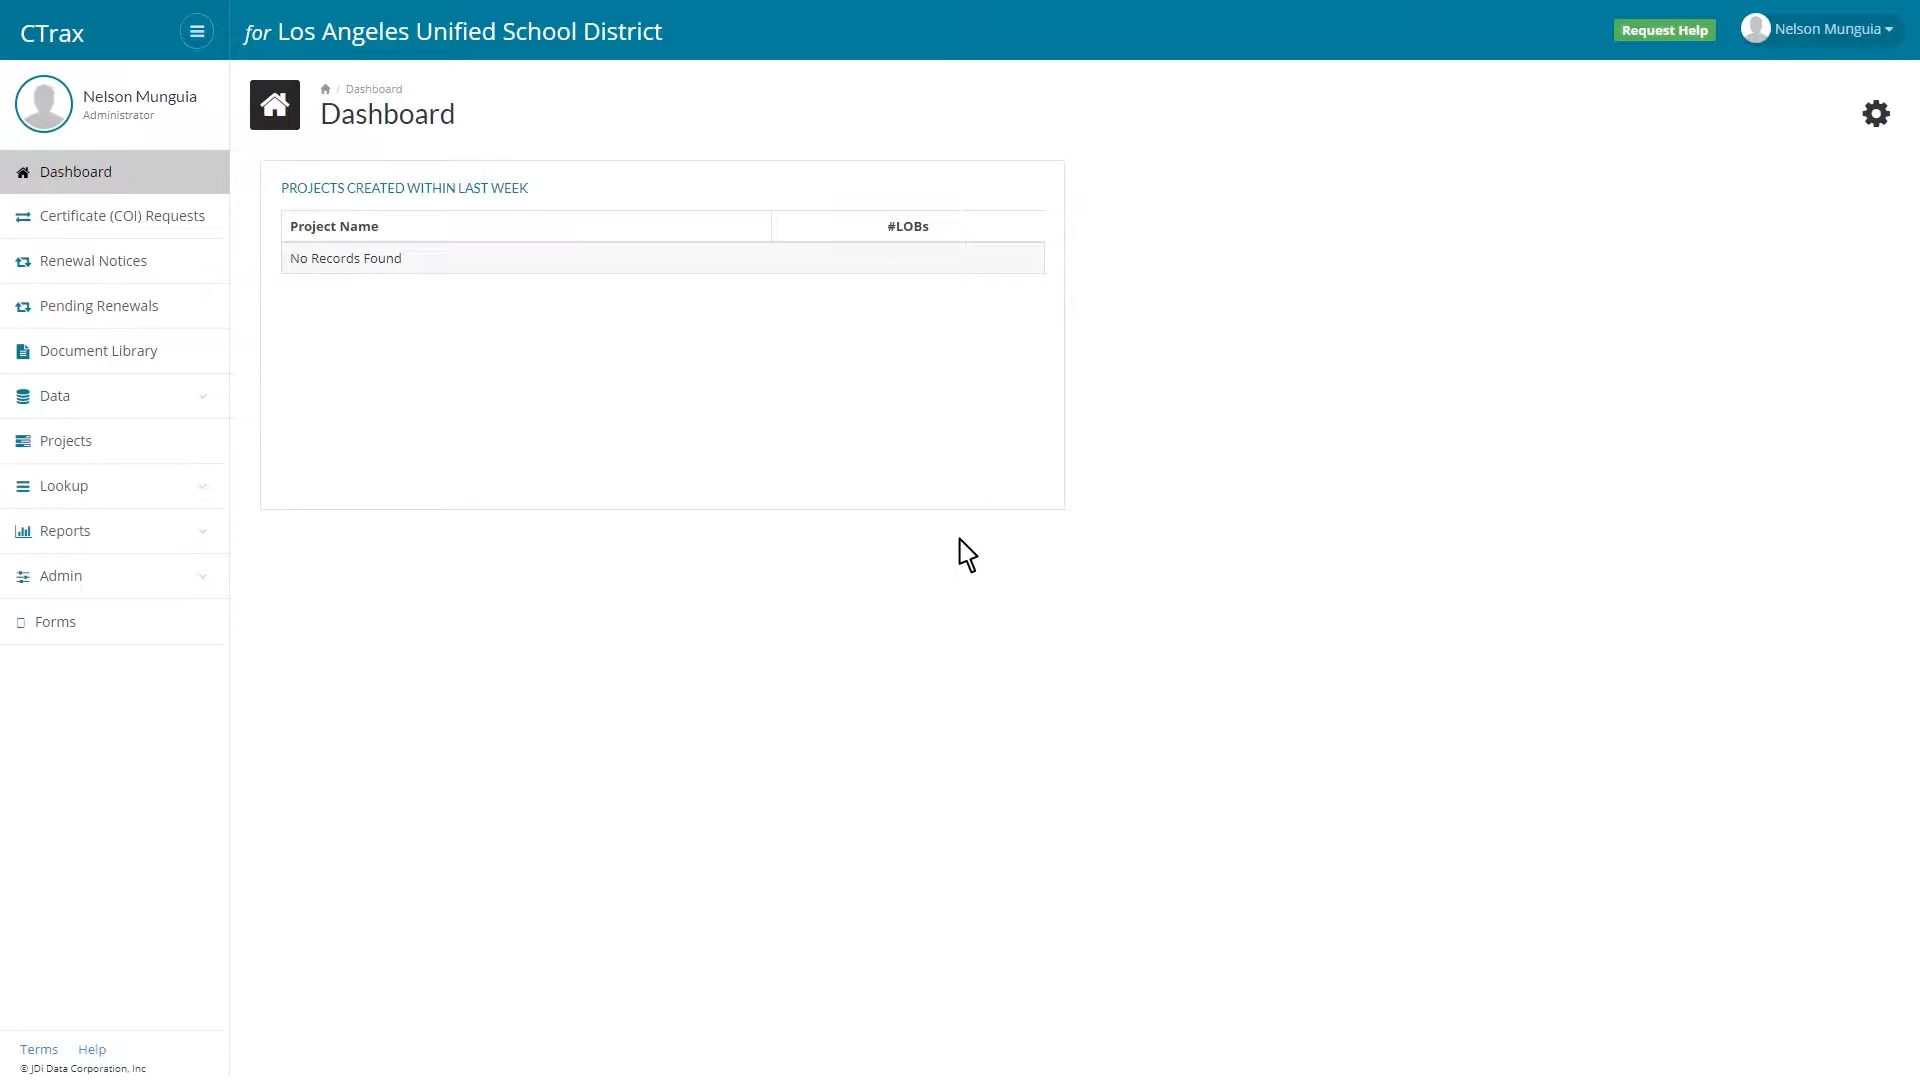 CTrax
for Los Angeles Unified School District
Request Help
Nelson Munguia
Nelson Munguia
Administrator
Dashboard
Dashboard
Dashboard
Certificate (COI) Requests
Renewal Notices
Pending Renewals
Document Library
Data
Projects
Lookup
Reports
Admin
Forms
PROJECTS CREATED WITHIN LAST WEEK
Project Name #LOBs
No Records Found
Terms Help
© JDi Data Corporation, Inc